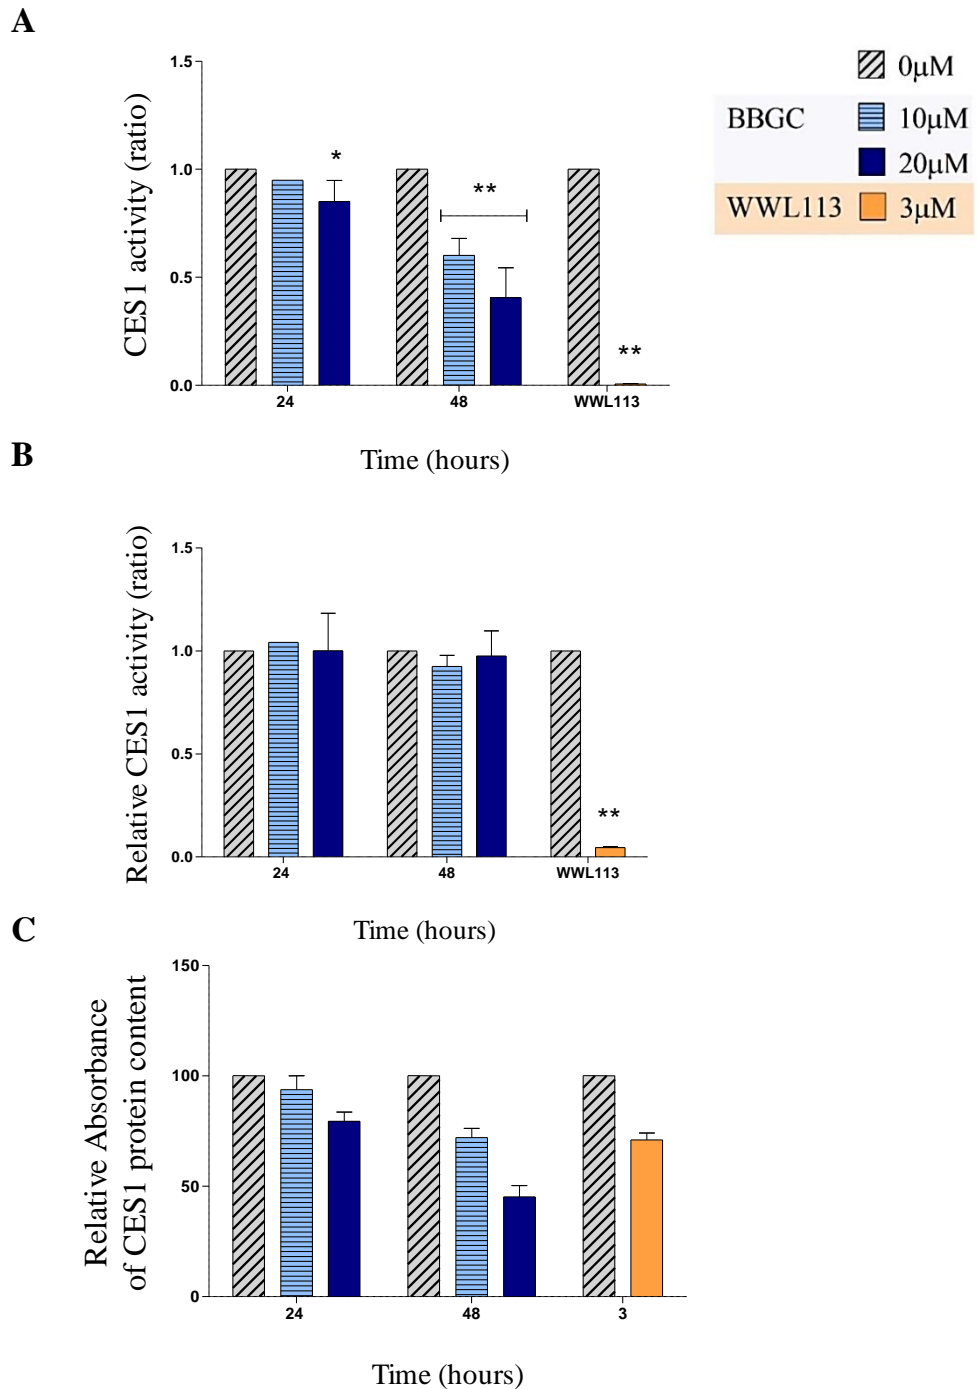 A
CES1 activity (ratio)
1.5
1.0
0.5
0.0
*
**
**
24
48
WWL113
Time (hours)
0µM
BBGC
10µM
20µM
WWL113
3µM
B
Relative CES1 activity (ratio)
1.5
1.0
0.5
0.0
**
24
48
WWL113
Time (hours)
C
Relative Absorbance
of CES1 protein content
150
100
50
0
24
48
3
Time (hours)